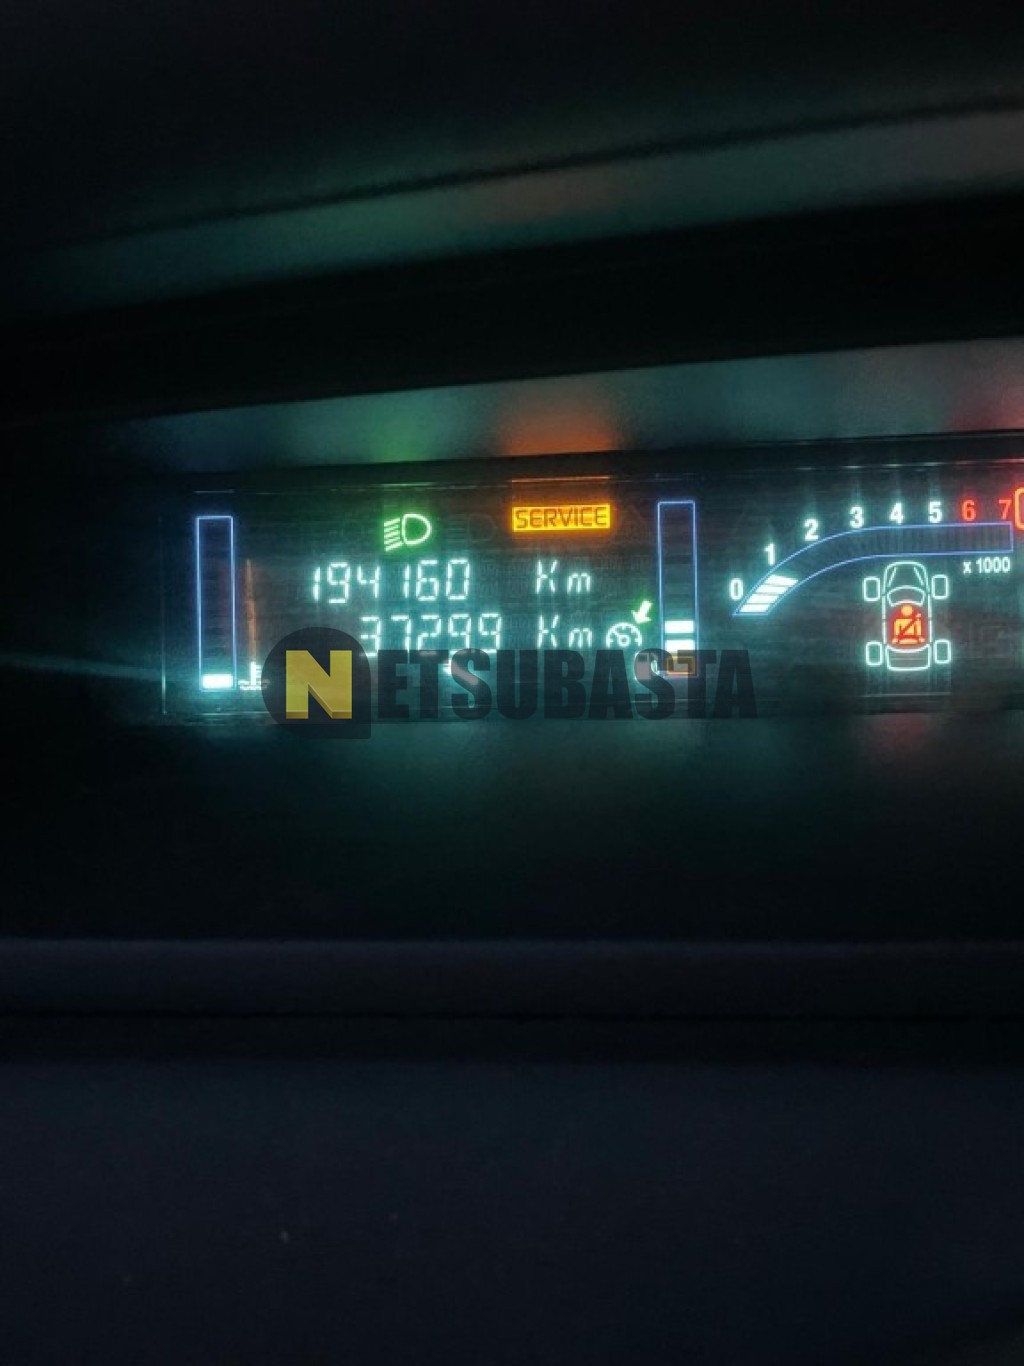 SERVICE
194160 Km
37299 Km
NETSUBASTA
0 1 2 3 4 5 6 7
x 1000